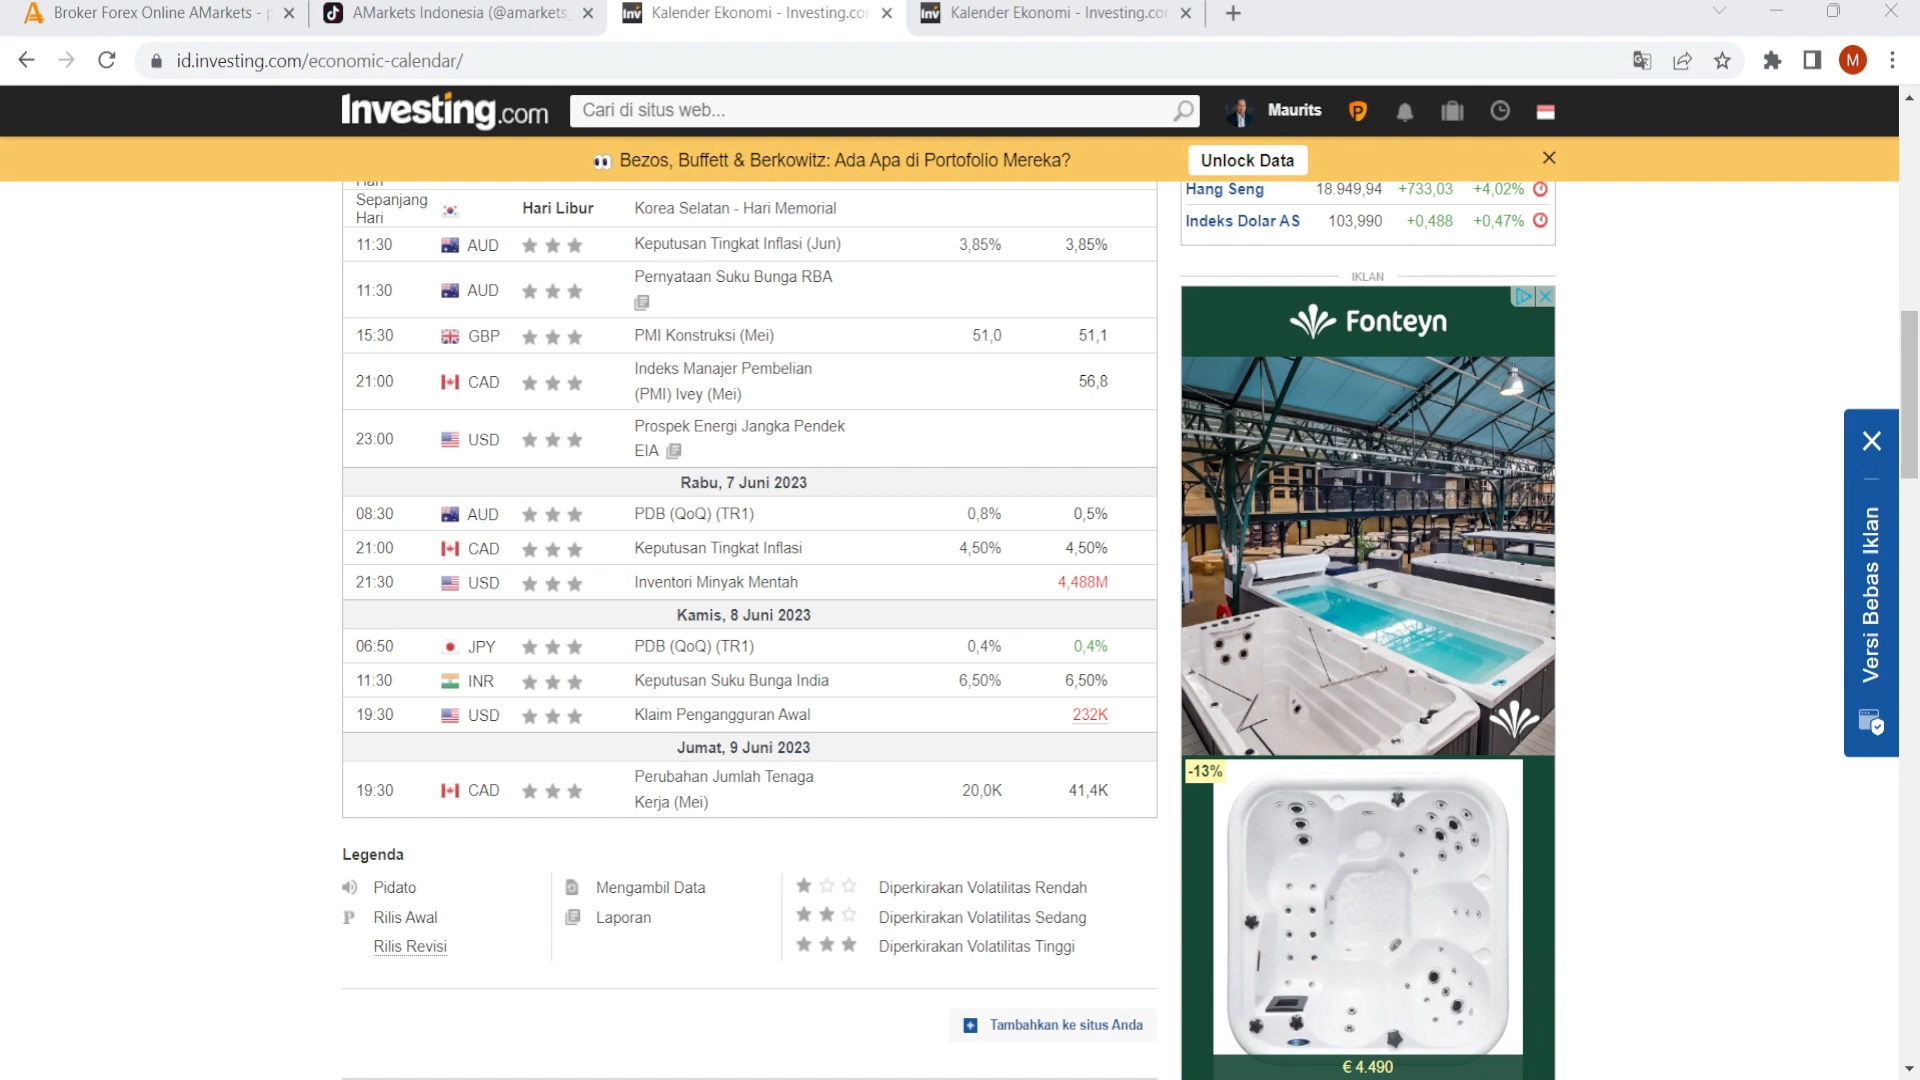 Broker Forex Online AMarkets - p
AMarkets Indonesia (@amarkets_
Kalender Ekonomi - Investing.com
Kalender Ekonomi - Investing.com
id.investing.com/economic-calendar/
M
Investing.com
Cari di situs web...
Maurits
P
Bezos, Buffett & Berkowitz: Ada Apa di Portofolio Mereka?
Unlock Data
Hari
Sepanjang
Hari
Hari Libur
Korea Selatan - Hari Memorial
11:30 AUD Keputusan Tingkat Inflasi (Jun) 3,85% 3,85%
11:30 AUD Pernyataan Suku Bunga RBA
15:30 GBP PMI Konstruksi (Mei) 51,0 51,1
21:00 CAD Indeks Manajer Pembelian
(PMI) Ivey (Mei) 56,8
23:00 USD Prospek Energi Jangka Pendek
EIA
Rabu, 7 Juni 2023
08:30 AUD PDB (QoQ) (TR1) 0,8% 0,5%
21:00 CAD Keputusan Tingkat Inflasi 4,50% 4,50%
21:30 USD Inventori Minyak Mentah 4,488M
Kamis, 8 Juni 2023
06:50 JPY PDB (QoQ) (TR1) 0,4% 0,4%
11:30 INR Keputusan Suku Bunga India 6,50% 6,50%
19:30 USD Klaim Pengangguran Awal 232K
Jumat, 9 Juni 2023
19:30 CAD Perubahan Jumlah Tenaga
Kerja (Mei) 20,0K 41,4K
Legenda
Pidato
P Rilis Awal
Rilis Revisi
Mengambil Data
Laporan
Diperkirakan Volatilitas Rendah
Diperkirakan Volatilitas Sedang
Diperkirakan Volatilitas Tinggi
Tambahkan ke situs Anda
Hang Seng 18.949,94 +733,03 +4,02%
Indeks Dolar AS 103,990 +0,488 +0,47%
IKLAN
Fonteyn
-13%
€ 4.490
Versi Bebas Iklan